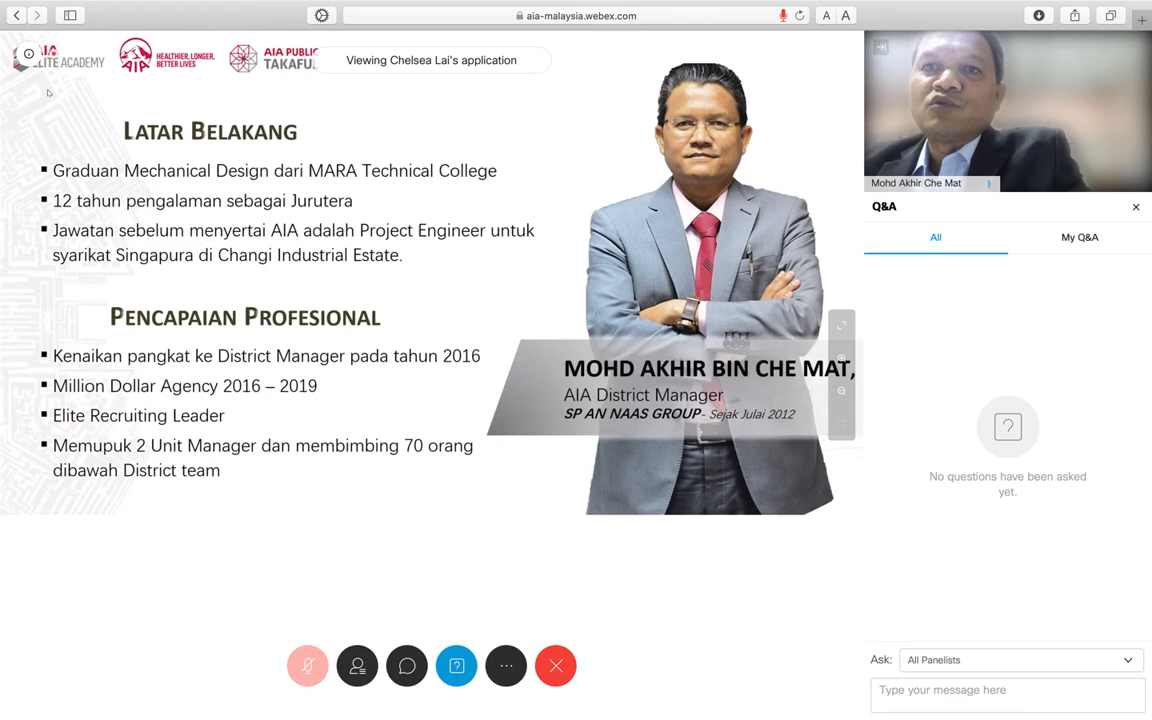 aia-malaysia.webex.com
A A
AIA
ELITE ACADEMY
AIA
HEALTHIER, LONGER,
BETTER LIVES
AIA PUBLIC
TAKAFUL
Viewing Chelsea Lai's application
LATAR BELAKANG
▪ Graduan Mechanical Design dari MARA Technical College
▪ 12 tahun pengalaman sebagai Jurutera
▪ Jawatan sebelum menyertai AIA adalah Project Engineer untuk
syarikat Singapura di Changi Industrial Estate.
PENCAPAIAN PROFESIONAL
▪ Kenaikan pangkat ke District Manager pada tahun 2016
▪ Million Dollar Agency 2016 – 2019
▪ Elite Recruiting Leader
▪ Memupuk 2 Unit Manager dan membimbing 70 orang
dibawah District team
MOHD AKHIR BIN CHE MAT,
AIA District Manager
SP AN NAAS GROUP- Sejak Julai 2012
Mohd Akhir Che Mat
Q&A
All
My Q&A
No questions have been asked
yet.
Ask:
All Panelists
Type your message here